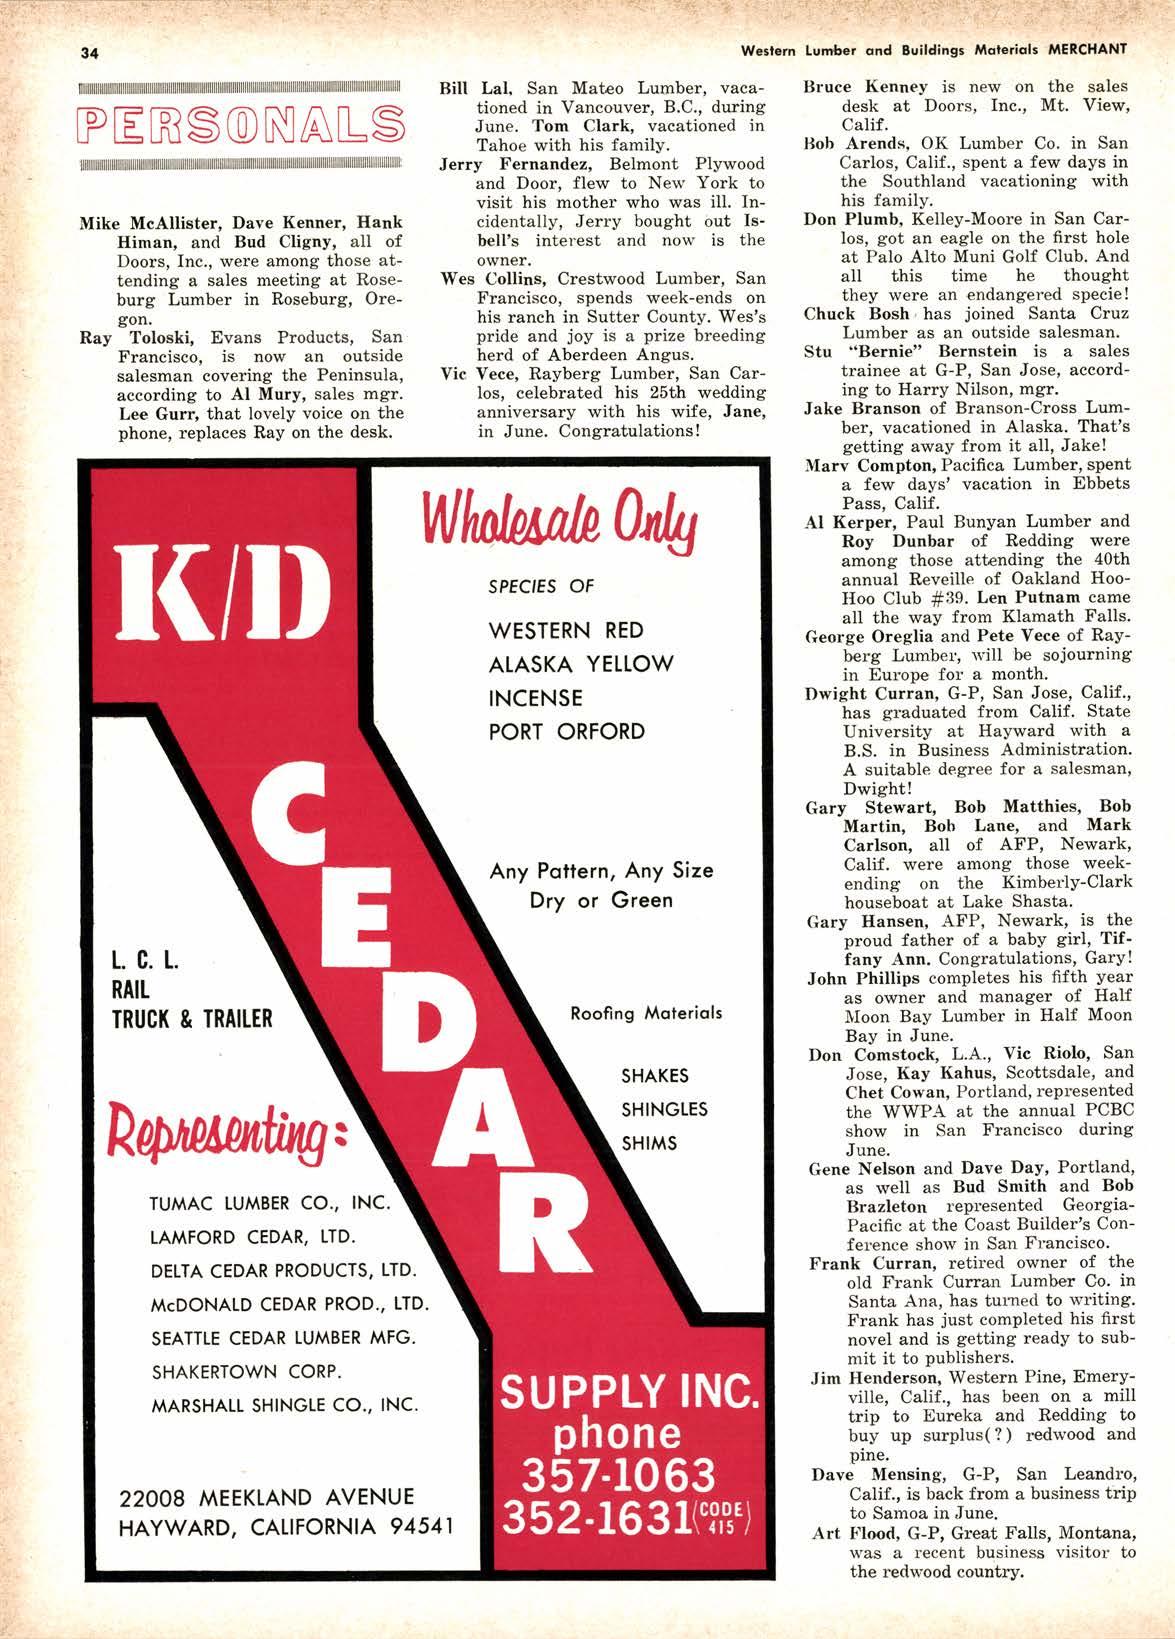 34
Western Lumber and Buildings Materials MERCHANT
PERSONALS
Mike McAllister, Dave Kenner, Hank
Himan, and Bud Cligny, all of
Doors, Inc., were among those at-
tending a sales meeting at Rose-
burg Lumber in Roseburg, Ore-
gon.
Ray Toloski, Evans Products, San
Francisco, is now an outside
salesman covering the Peninsula,
according to Al Mury, sales mgr.
Lee Gurr, that lovely voice on the
phone, replaces Ray on the desk.
Bill Lal, San Mateo Lumber, vaca-
tioned in Vancouver, B.C., during
June. Tom Clark, vacationed in
Tahoe with his family.
Jerry Fernandez, Belmont Plywood
and Door, flew to New York to
visit his mother who was ill. In-
cidentally, Jerry bought out Is-
bell's interest and now is the
owner.
Wes Collins, Crestwood Lumber, San
Francisco, spends week-ends on
his ranch in Sutter County. Wes's
pride and joy is a prize breeding
herd of Aberdeen Angus.
Vic Vece, Rayberg Lumber, San Car-
los, celebrated his 25th wedding
anniversary with his wife, Jane,
in June. Congratulations!
Bruce Kenney is new on the sales
desk at Doors, Inc., Mt. View,
Calif.
Bob Arends, OK Lumber Co. in San
Carlos, Calif., spent a few days in
the Southland vacationing with
his family.
Don Plumb, Kelley-Moore in San Car-
los, got an eagle on the first hole
at Palo Alto Muni Golf Club. And
all this time he thought
they were an endangered specie!
Chuck Bosh has joined Santa Cruz
Lumber as an outside salesman.
Stu "Bernie" Bernstein is a sales
trainee at G-P, San Jose, accord-
ing to Harry Nilson, mgr.
Jake Branson of Branson-Cross Lum-
ber, vacationed in Alaska. That's
getting away from it all, Jake!
Marv Compton, Pacifica Lumber, spent
a few days' vacation in Ebbets
Pass, Calif.
Al Kerper, Paul Bunyan Lumber and
Roy Dunbar of Redding were
among those attending the 40th
annual Reveille of Oakland Hoo-
Hoo Club #39. Len Putnam came
all the way from Klamath Falls.
George Oreglia and Pete Vece of Ray-
berg Lumber, will be sojourning
in Europe for a month.
Dwight Curran, G-P, San Jose, Calif.,
has graduated from Calif. State
University at Hayward with a
B.S. in Business Administration.
A suitable degree for a salesman,
Dwight!
Gary Stewart, Bob Matthies, Bob
Martin, Bob Lane, and Mark
Carlson, all of AFP, Newark,
Calif. were among those week-
ending on the Kimberly-Clark
houseboat at Lake Shasta.
Gary Hansen, AFP, Newark, is the
proud father of a baby girl, Tif-
fany Ann. Congratulations, Gary!
John Phillips completes his fifth year
as owner and manager of Half
Moon Bay Lumber in Half Moon
Bay in June.
Don Comstock, L.A., Vic Riolo, San
Jose, Kay Kahus, Scottsdale, and
Chet Cowan, Portland, represented
the WWPA at the annual PCBC
show in San Francisco during
June.
Gene Nelson and Dave Day, Portland,
as well as Bud Smith and Bob
Brazleton represented Georgia-
Pacific at the Coast Builder's Con-
ference show in San Francisco.
Frank Curran, retired owner of the
old Frank Curran Lumber Co. in
Santa Ana, has turned to writing.
Frank has just completed his first
novel and is getting ready to sub-
mit it to publishers.
Jim Henderson, Western Pine, Emery-
ville, Calif., has been on a mill
trip to Eureka and Redding to
buy up surplus(?) redwood and
pine.
Dave Mensing, G-P, San Leandro,
Calif., is back from a business trip
to Samoa in June.
Art Flood, G-P, Great Falls, Montana,
was a recent business visitor to
the redwood country.
K/D
CEDAR
SUPPLY INC.
phone
357-1063
352-1631 (CODE 415)
Wholesale Only
SPECIES OF
WESTERN RED
ALASKA YELLOW
INCENSE
PORT ORFORD
Any Pattern, Any Size
Dry or Green
Roofing Materials
SHAKES
SHINGLES
SHIMS
L. C. L.
RAIL
TRUCK & TRAILER
Representing:
TUMAC LUMBER CO., INC.
LAMFORD CEDAR, LTD.
DELTA CEDAR PRODUCTS, LTD.
McDONALD CEDAR PROD., LTD.
SEATTLE CEDAR LUMBER MFG.
SHAKERTOWN CORP.
MARSHALL SHINGLE CO., INC.
22008 MEEKLAND AVENUE
HAYWARD, CALIFORNIA 94541